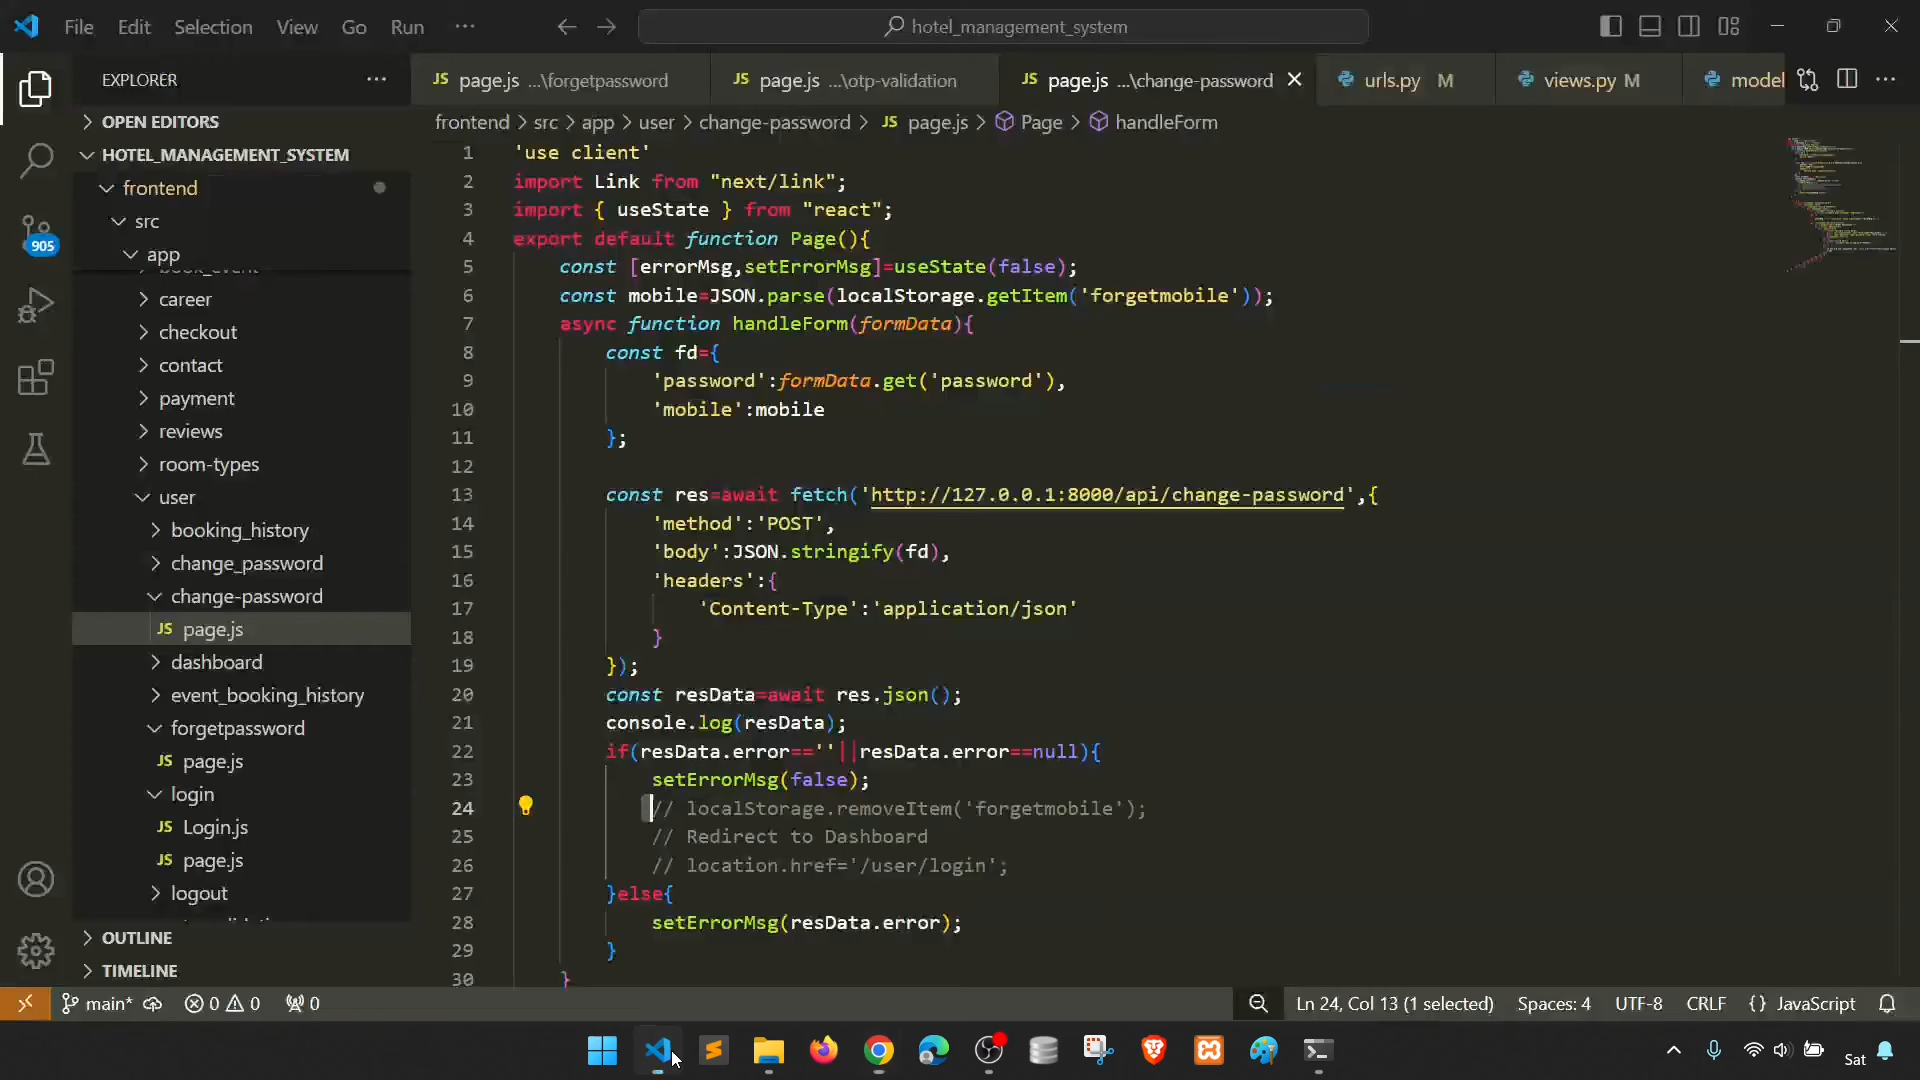 File Edit Selection View Go Run ··· hotel_management_system
EXPLORER ···
JS page.js ...\forgetpassword JS page.js ...\otp-validation JS page.js ...\change-password urls.py M views.py M model ···
OPEN EDITORS
HOTEL_MANAGEMENT_SYSTEM
frontend
src
app
career
checkout
contact
payment
reviews
room-types
user
booking_history
change_password
change-password
JS page.js
dashboard
event_booking_history
forgetpassword
JS page.js
login
JS Login.js
JS page.js
logout
OUTLINE
TIMELINE
905
frontend > src > app > user > change-password > JS page.js > Page > handleForm
1 'use client'
2 import Link from "next/link";
3 import { useState } from "react";
4 export default function Page(){
5 const [errorMsg,setErrorMsg]=useState(false);
6 const mobile=JSON.parse(localStorage.getItem('forgetmobile'));
7 async function handleForm(formData){
8 const fd={
9 'password':formData.get('password'),
10 'mobile':mobile
11 };
12
13 const res=await fetch('http://127.0.0.1:8000/api/change-password',{
14 'method':'POST',
15 'body':JSON.stringify(fd),
16 'headers':{
17 'Content-Type':'application/json'
18 }
19 });
20 const resData=await res.json();
21 console.log(resData);
22 if(resData.error==''||resData.error==null){
23 setErrorMsg(false);
24 // localStorage.removeItem('forgetmobile');
25 // Redirect to Dashboard
26 // location.href='/user/login';
27 }else{
28 setErrorMsg(resData.error);
29 }
30 }
main* 0 0 0 Ln 24, Col 13 (1 selected) Spaces: 4 UTF-8 CRLF {} JavaScript
Sat